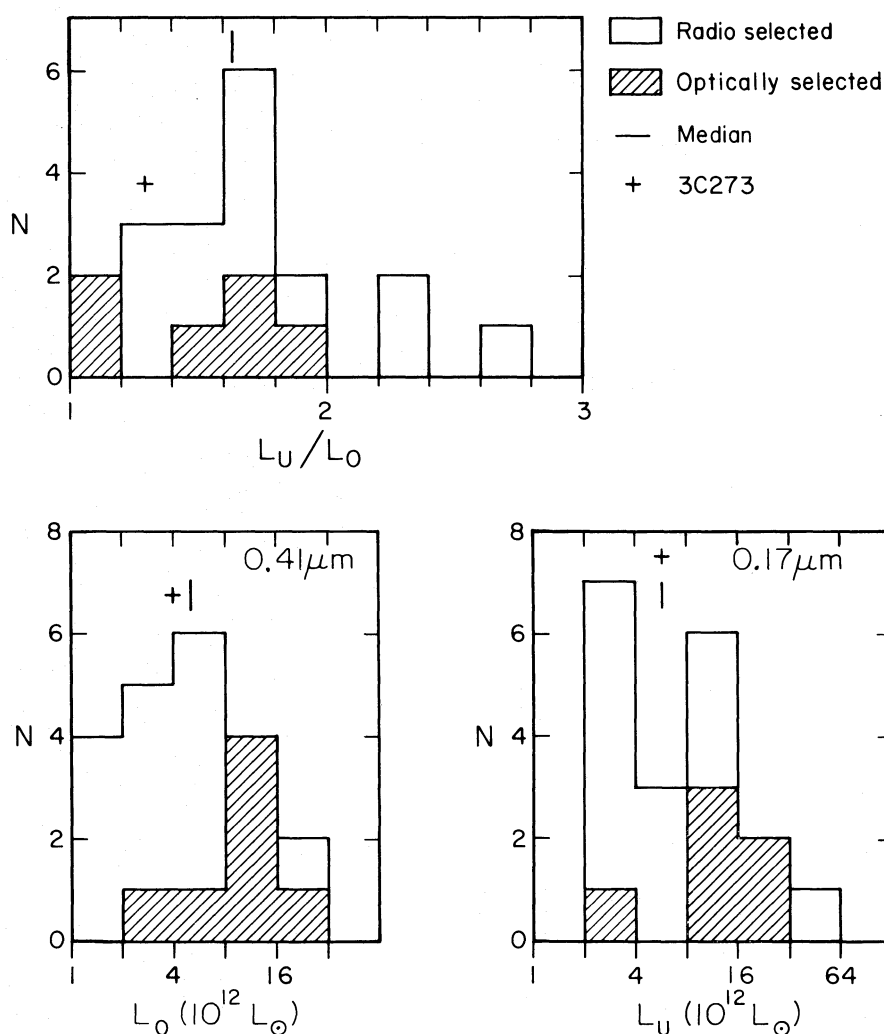 Radio selected
Optically selected
Median
+ 3C273
6
4
N
2
0
1 2 3
L_U/L_O
8
0.41μm
6
N
4
2
0
1 4 16
L_O (10^12 L_⊙)
8
0.17μm
6
N
4
2
0
1 4 16 64
L_U (10^12 L_⊙)